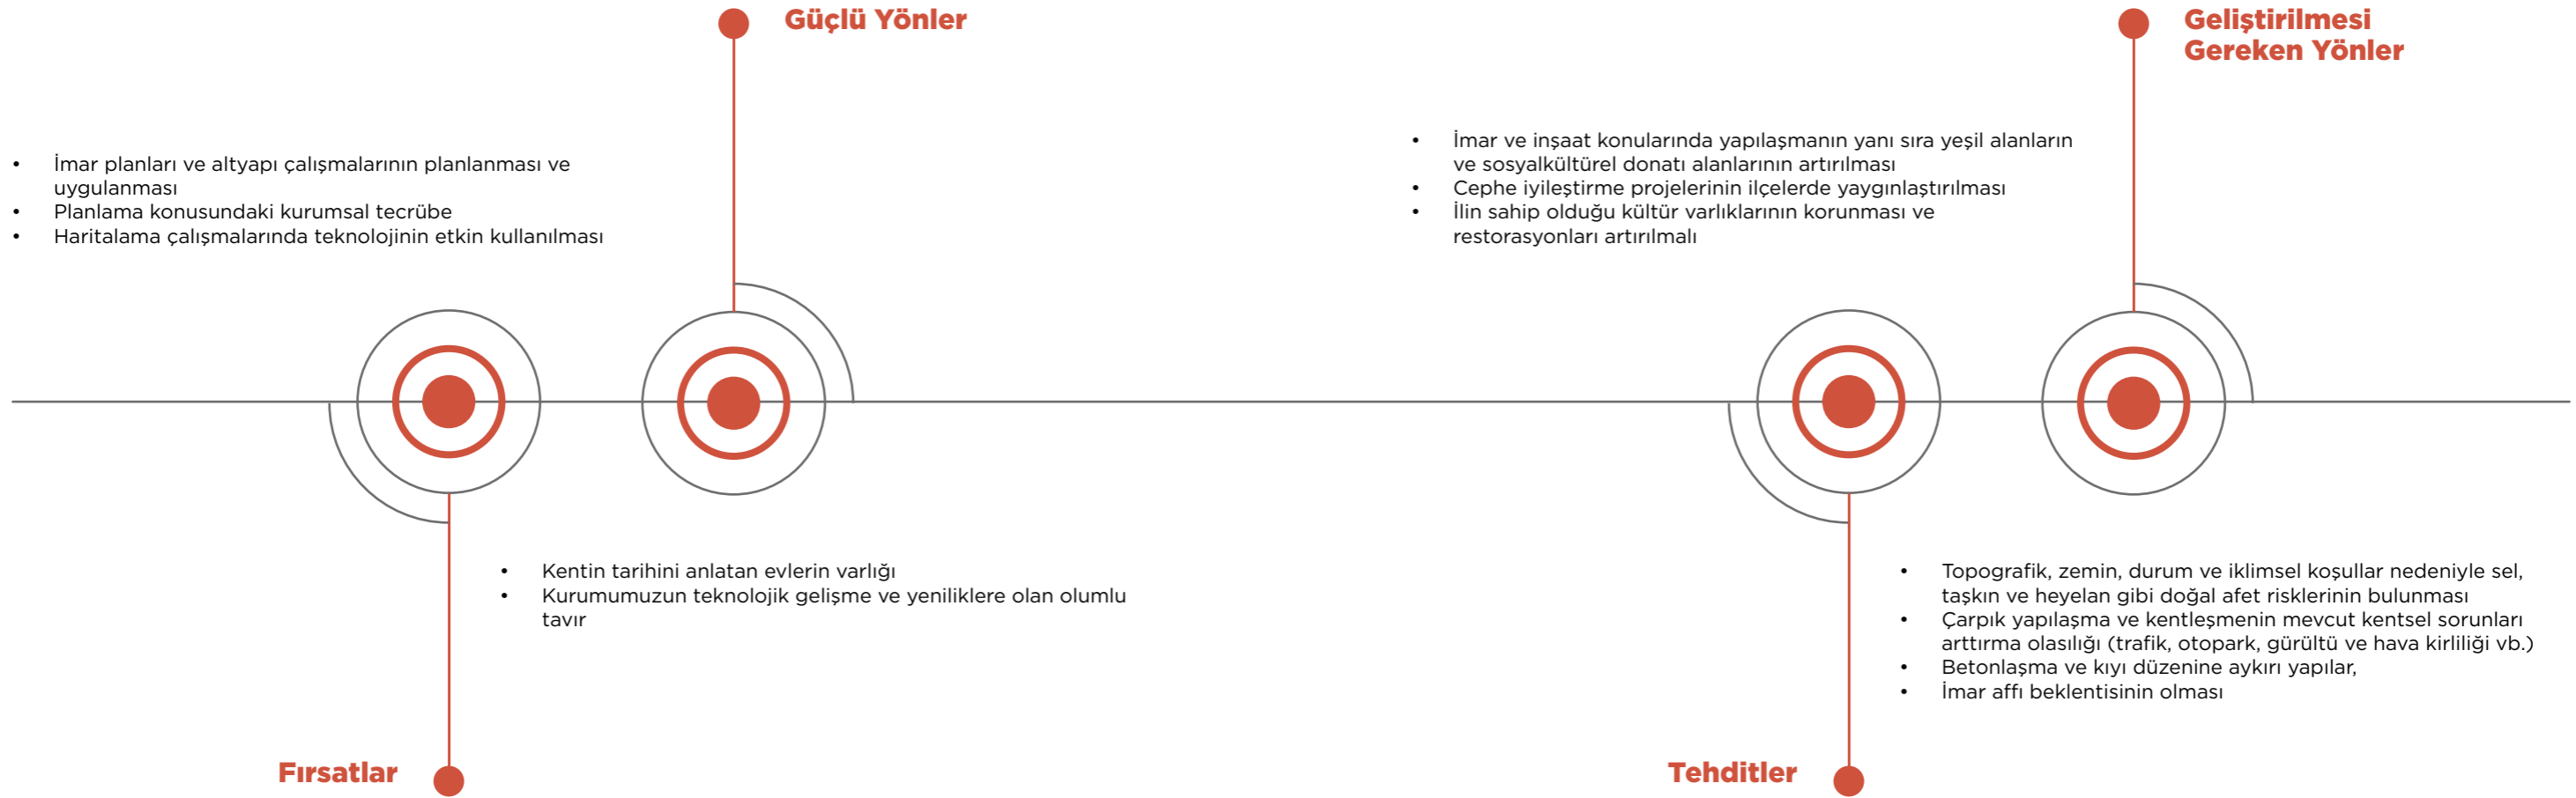 Güçlü Yönler
• İmar planları ve altyapı çalışmalarının planlanması ve
uygulanması
• Planlama konusundaki kurumsal tecrübe
• Haritalama çalışmalarında teknolojinin etkin kullanılması
Geliştirilmesi
Gereken Yönler
• İmar ve inşaat konularında yapılaşmanın yanı sıra yeşil alanların
ve sosyalkültürel donatı alanlarının artırılması
• Cephe iyileştirme projelerinin ilçelerde yaygınlaştırılması
• İlin sahip olduğu kültür varlıklarının korunması ve
restorasyonları artırılmalı
• Kentin tarihini anlatan evlerin varlığı
• Kurumumuzun teknolojik gelişme ve yeniliklere olan olumlu
tavır
Fırsatlar
• Topografik, zemin, durum ve iklimsel koşullar nedeniyle sel,
taşkın ve heyelan gibi doğal afet risklerinin bulunması
• Çarpık yapılaşma ve kentleşmenin mevcut kentsel sorunları
arttırma olasılığı (trafik, otopark, gürültü ve hava kirliliği vb.)
• Betonlaşma ve kıyı düzenine aykırı yapılar,
• İmar affı beklentisinin olması
Tehditler